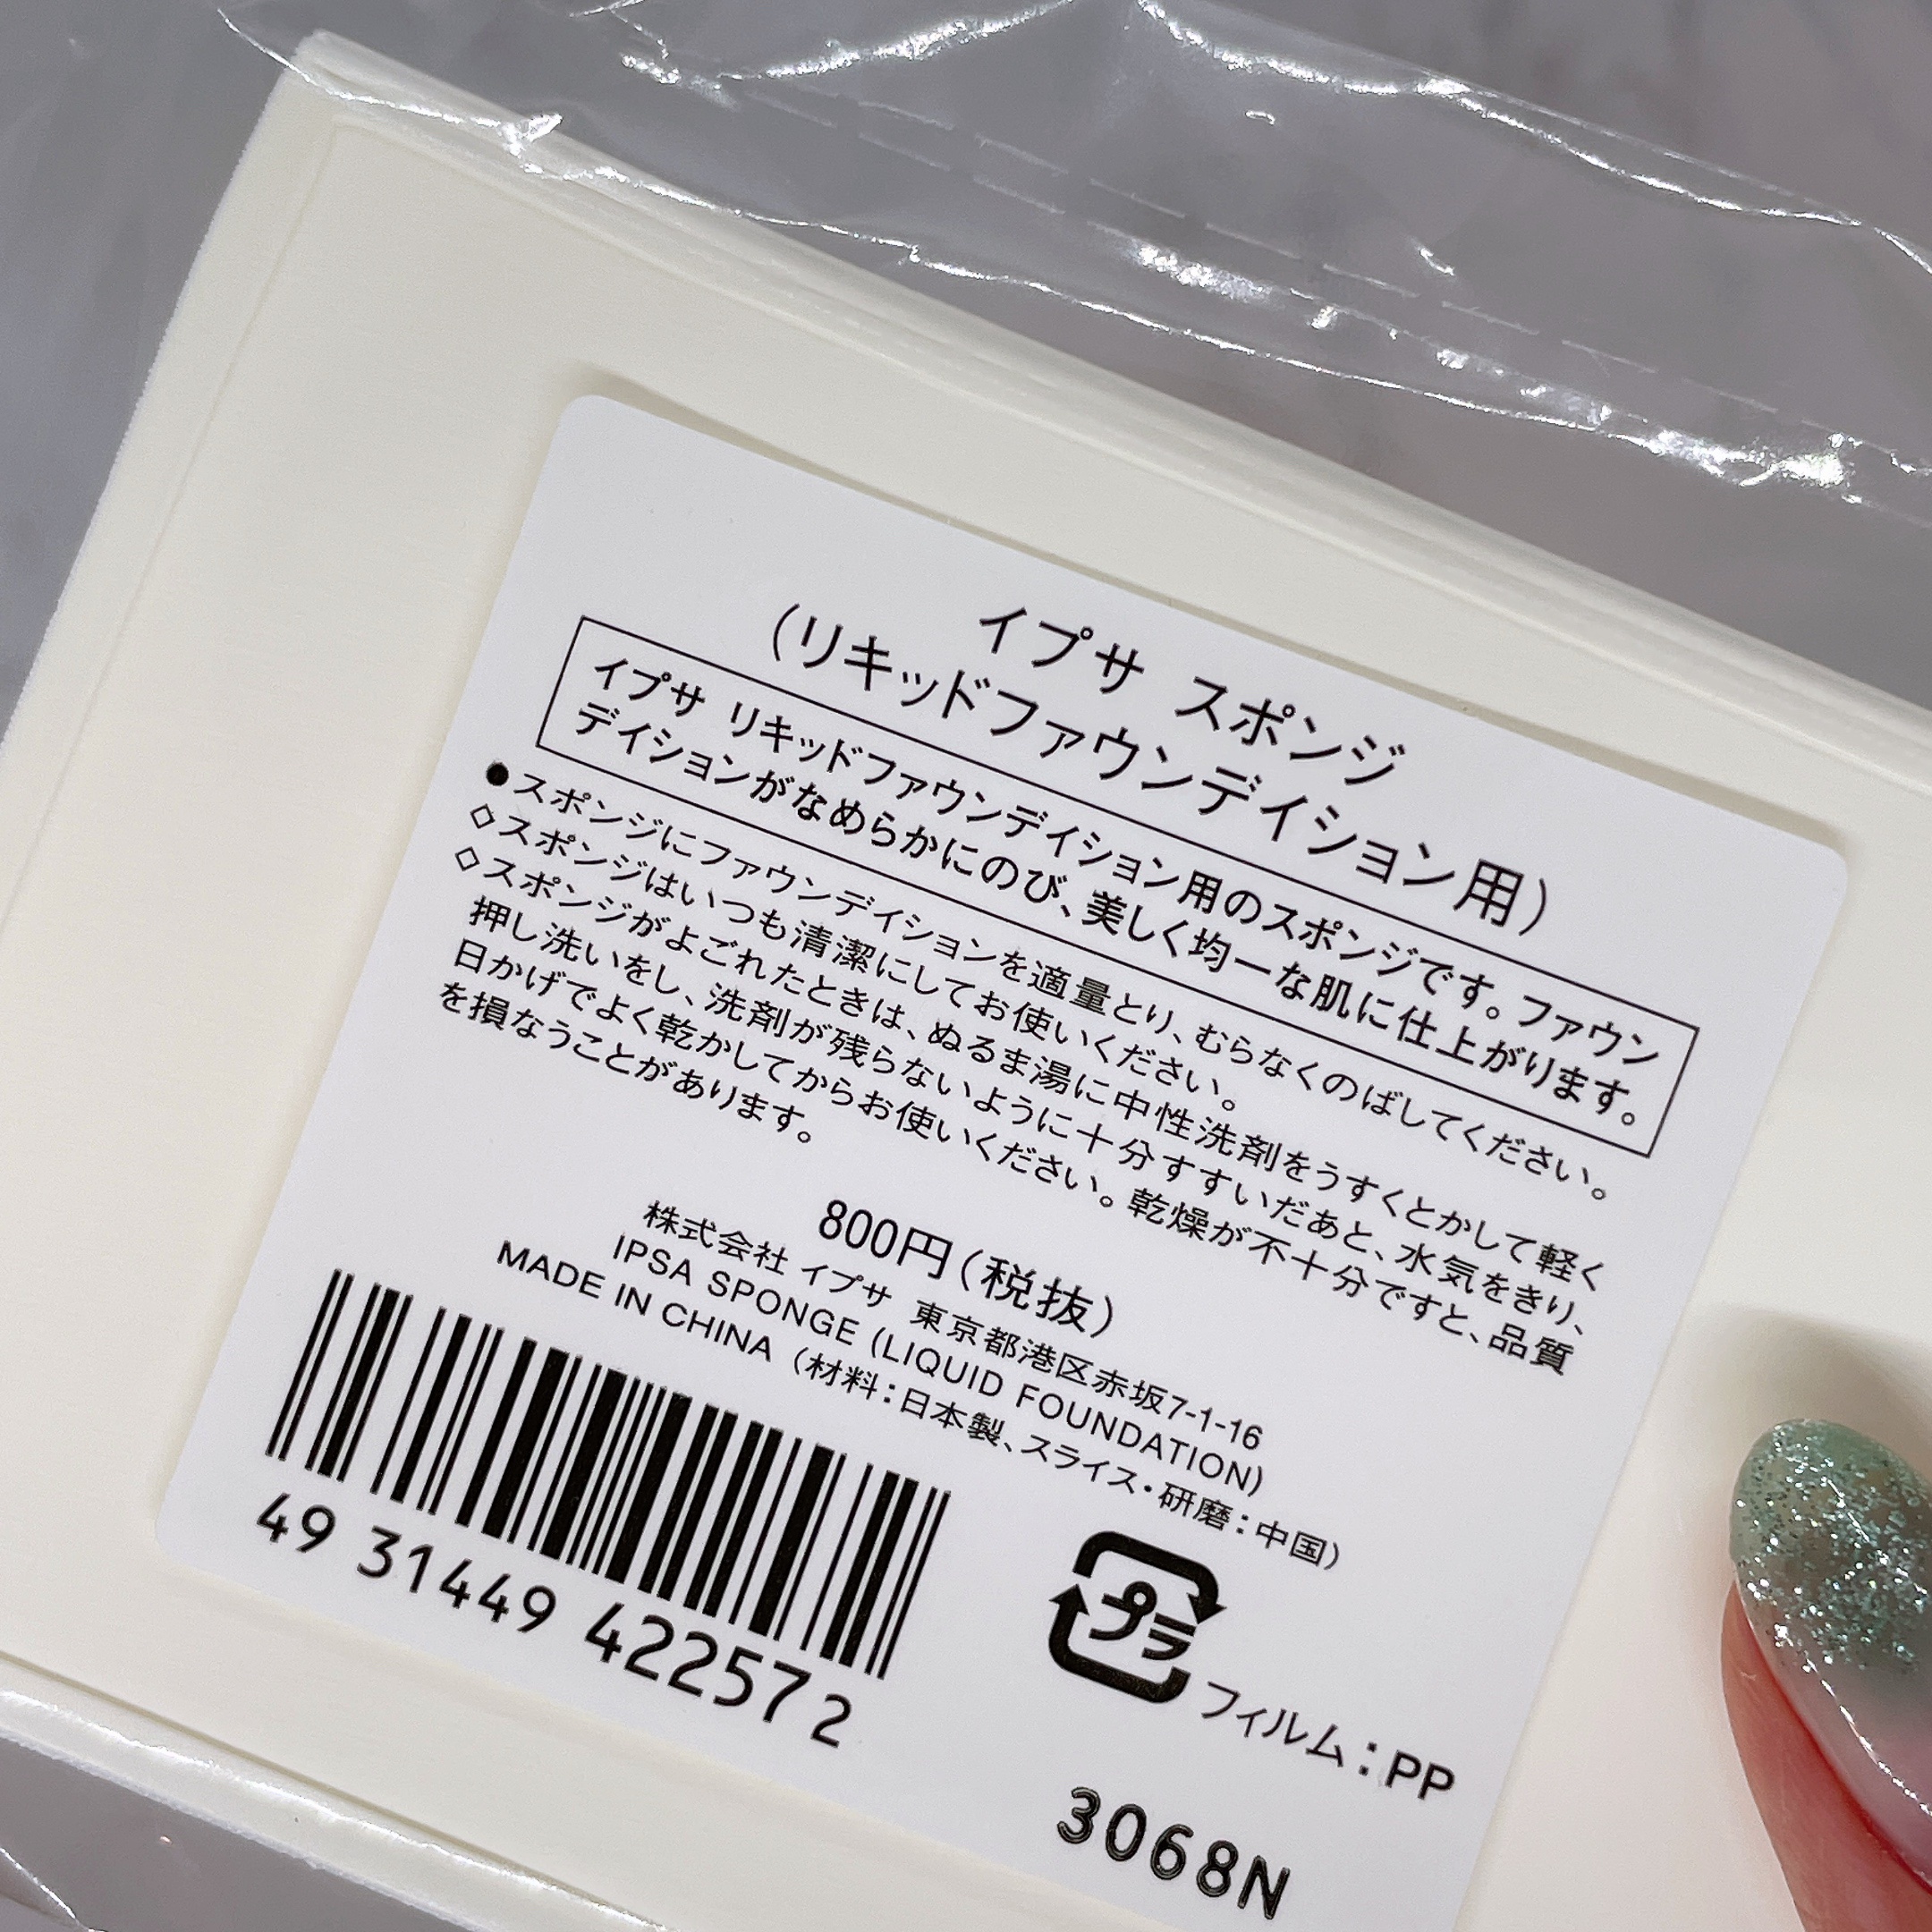 イプサ スポンジ
（リキッドファウンデイション用）
イプサ リキッドファウンデイション用のスポンジです。ファウン
デイションがなめらかにのび、美しく均一な肌に仕上がります。
●スポンジにファウンデイションを適量とり、むらなくのばしてください。
◇スポンジはいつも清潔にしてお使いください。
◇スポンジがよごれたときは、ぬるま湯に中性洗剤をうすくとかして軽く
押し洗いをし、洗剤が残らないように十分すすいだあと、水気をきり、
日かげでよく乾かしてからお使いください。乾燥が不十分ですと、品質
を損なうことがあります。
800円（税抜）
株式会社 イプサ 東京都港区赤坂7-1-16
IPSA SPONGE (LIQUID FOUNDATION)
MADE IN CHINA（材料：日本製、スライス・研磨：中国）
49 31449 42257 2
プラ
フィルム：PP
3068N